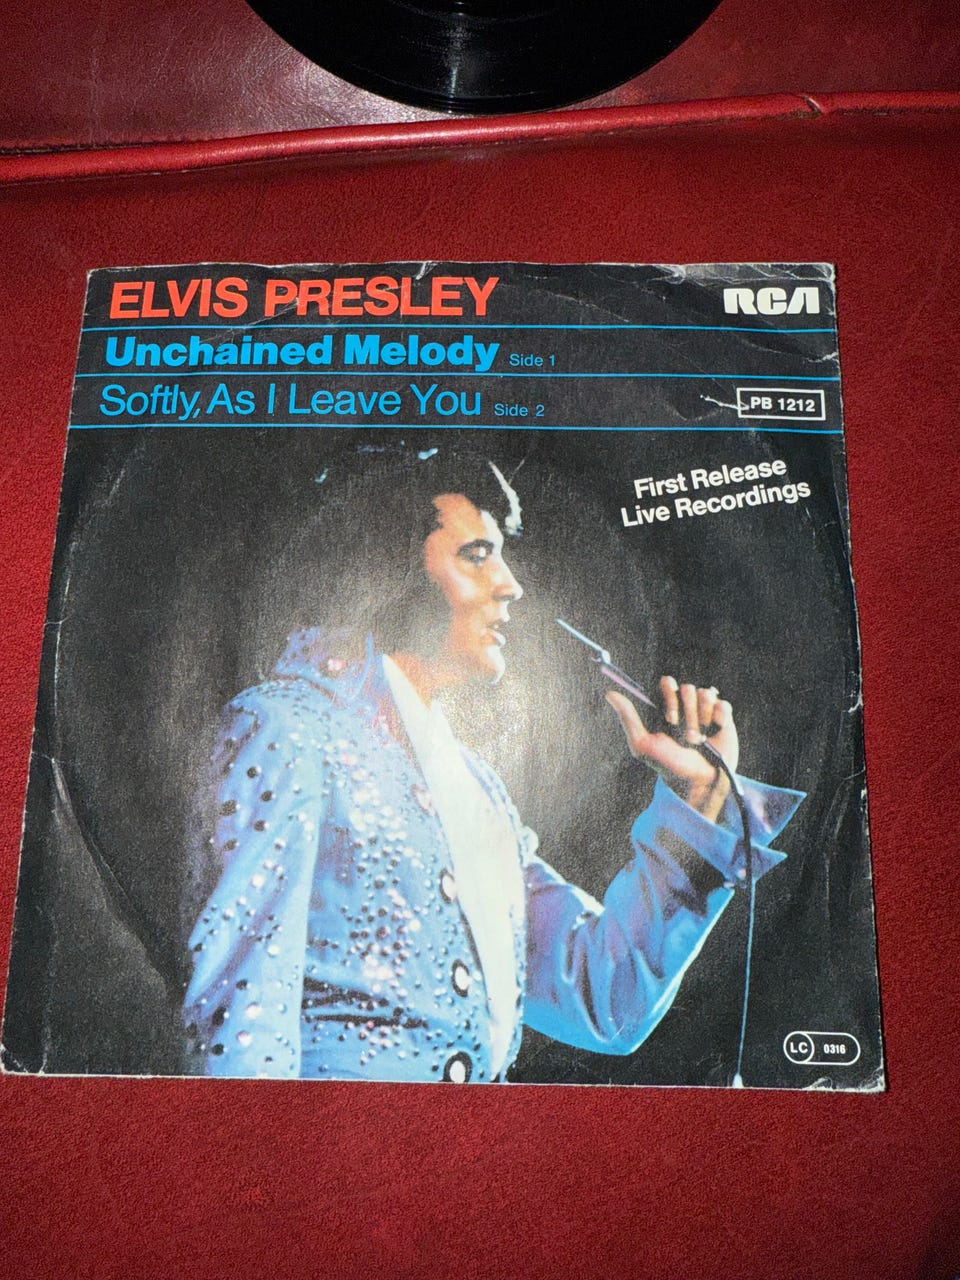 ELVIS PRESLEY
RCA
Unchained Melody Side 1
Softly, As I Leave You Side 2
PB 1212
First Release
Live Recordings
LC 0316